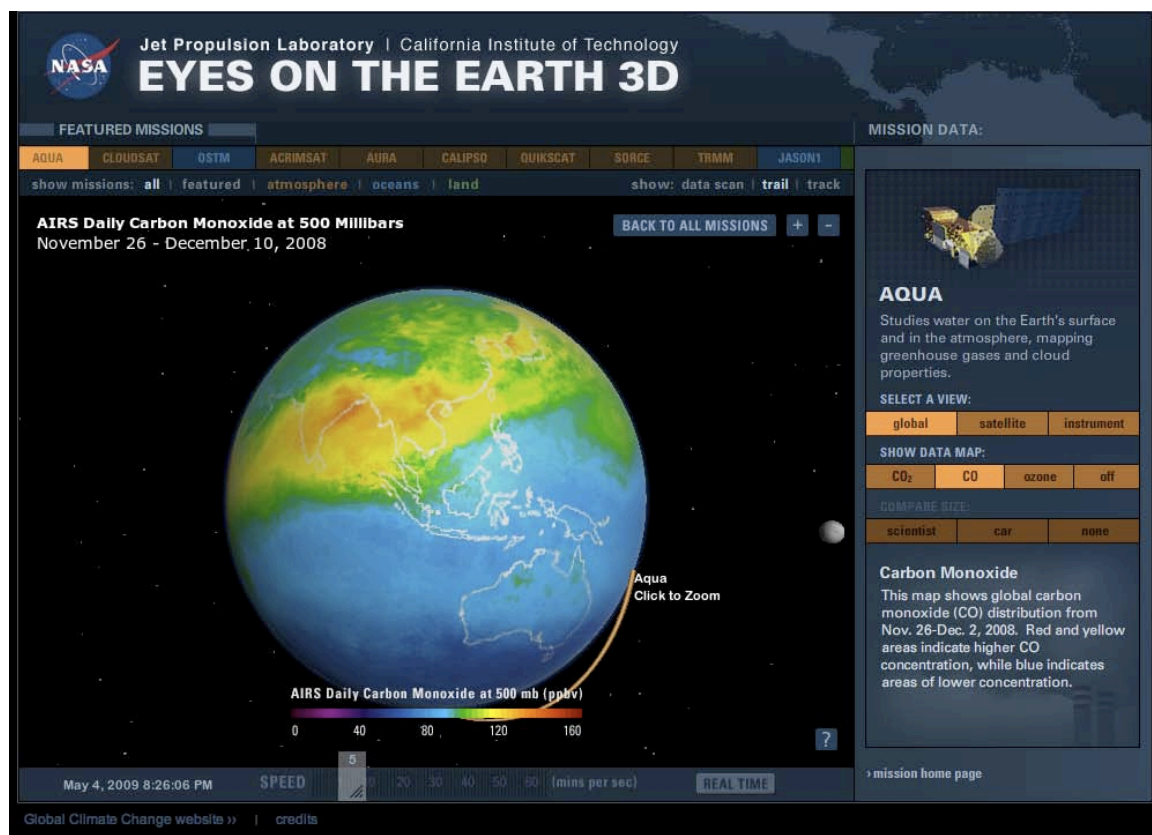 NASA
Jet Propulsion Laboratory | California Institute of Technology
EYES ON THE EARTH 3D
FEATURED MISSIONS
MISSION DATA:
AQUA CLOUDSAT OSTM ACRIMSAT AURA CALIPSO QUIKSCAT SORCE TRMM JASON1
show missions: all | featured | atmosphere | oceans | land show: data scan | trail | track
AIRS Daily Carbon Monoxide at 500 Millibars
November 26 - December 10, 2008
BACK TO ALL MISSIONS + -
Aqua
Click to Zoom
AIRS Daily Carbon Monoxide at 500 mb (ppbv)
0 40 80 120 160
?
5
May 4, 2009 8:26:06 PM SPEED 20 30 40 50 60 (mins per sec) REAL TIME
AQUA
Studies water on the Earth's surface
and in the atmosphere, mapping
greenhouse gases and cloud
properties.
SELECT A VIEW:
global satellite instrument
SHOW DATA MAP:
CO₂ CO ozone off
COMPARE SIZE:
scientist car none
Carbon Monoxide
This map shows global carbon
monoxide (CO) distribution from
Nov. 26-Dec. 2, 2008. Red and yellow
areas indicate higher CO
concentration, while blue indicates
areas of lower concentration.
› mission home page
Global Climate Change website ›› | credits